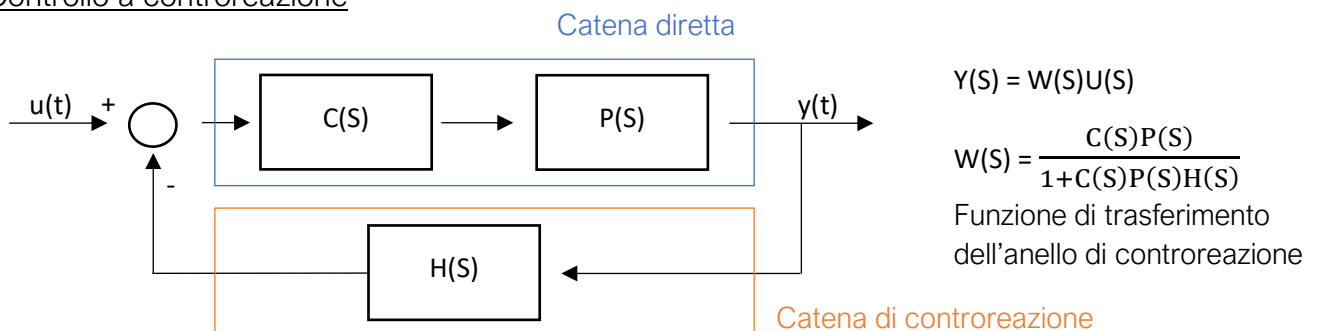 Controllo a controreazione
Catena diretta
u(t)
+
C(S)
P(S)
y(t)
-
H(S)
Catena di controreazione
Y(S) = W(S)U(S)
W(S) = C(S)P(S) / 1+C(S)P(S)H(S)
Funzione di trasferimento
dell'anello di controreazione